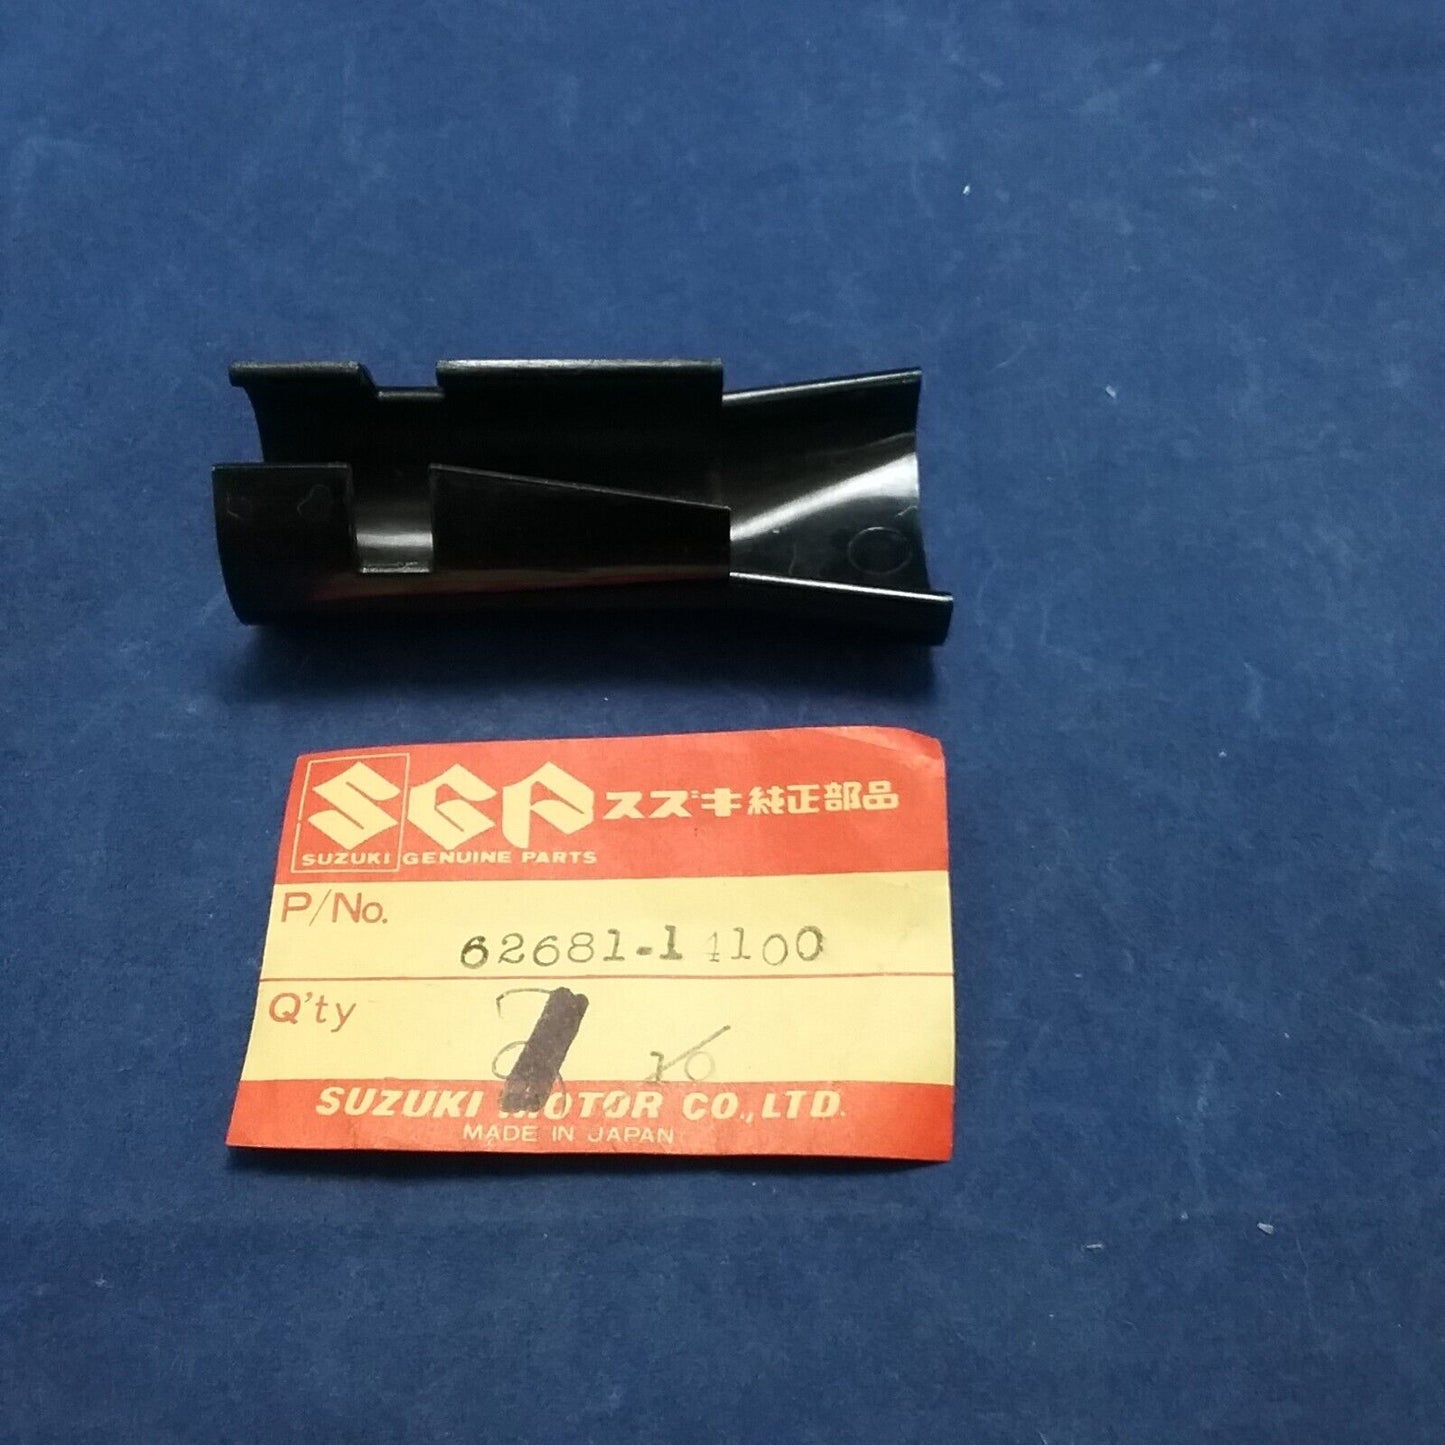 SGP スズキ純正部品
SUZUKI GENUINE PARTS
P/No.
62681-14100
Q'ty
10
SUZUKI MOTOR CO., LTD.
MADE IN JAPAN